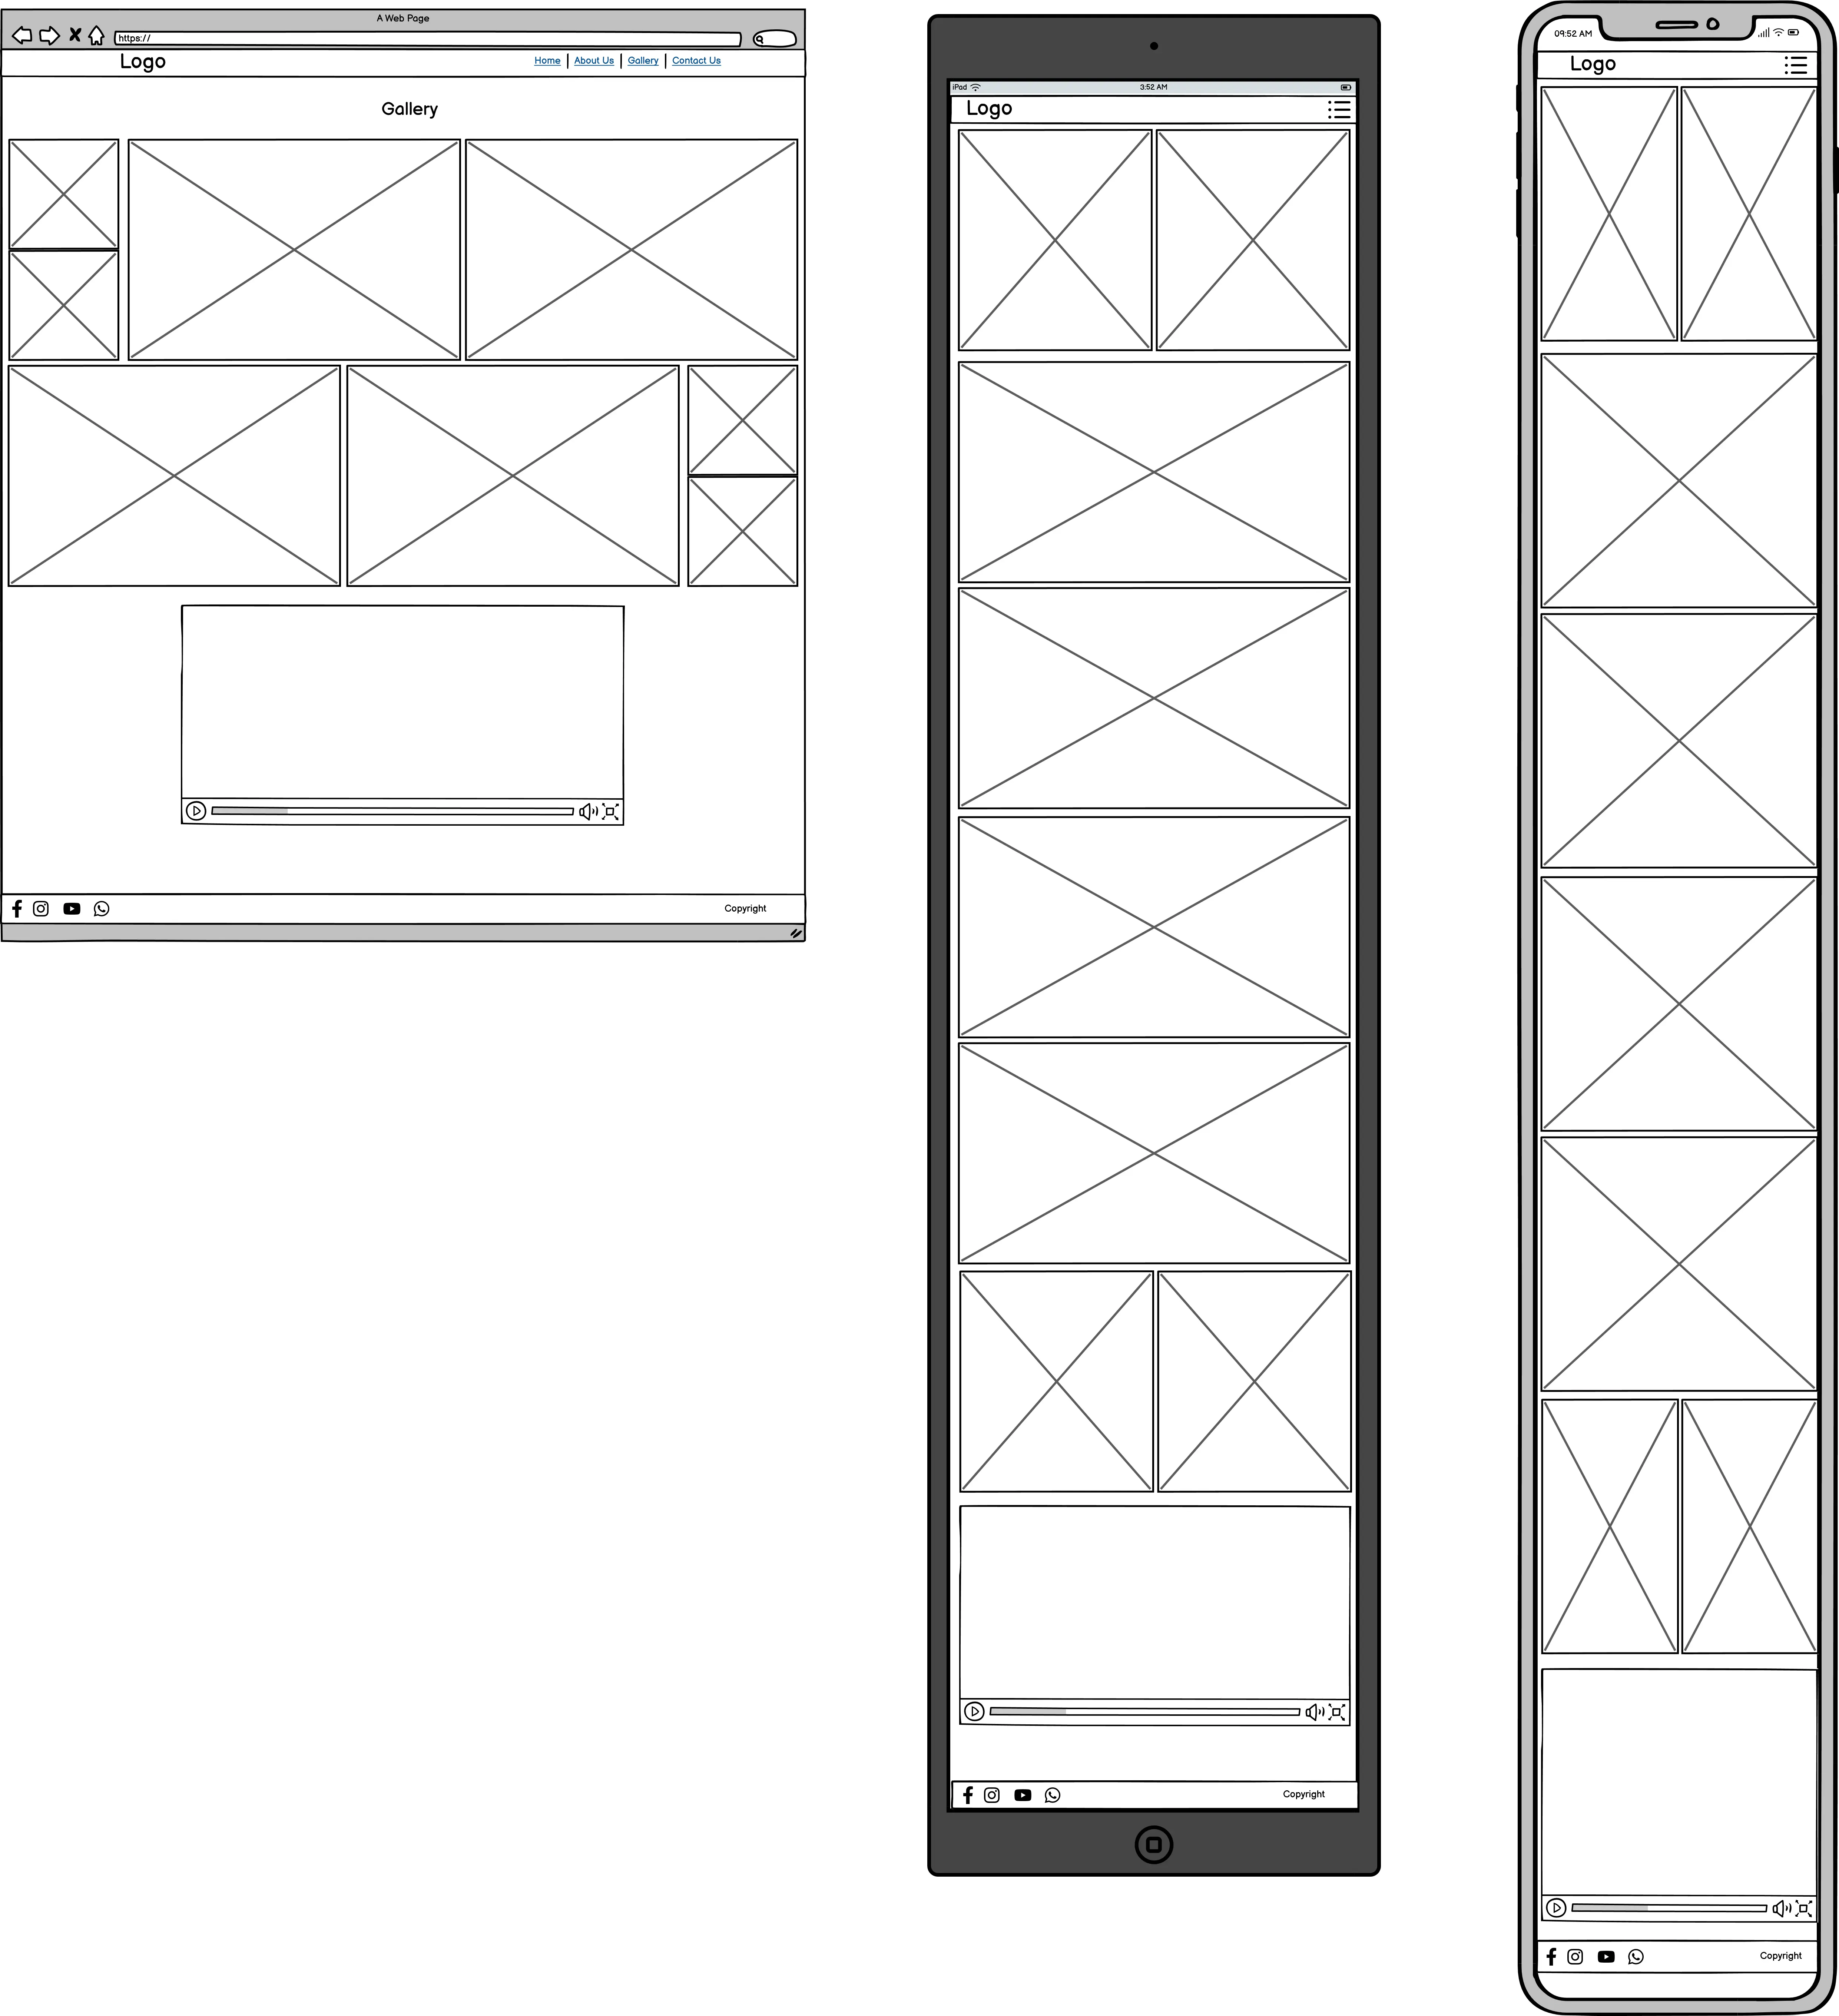 A Web Page
https://
Logo Home About Us Gallery Contact Us
Gallery
Copyright
iPad 3:52 AM
Logo
Copyright
09:52 AM
Logo
Copyright